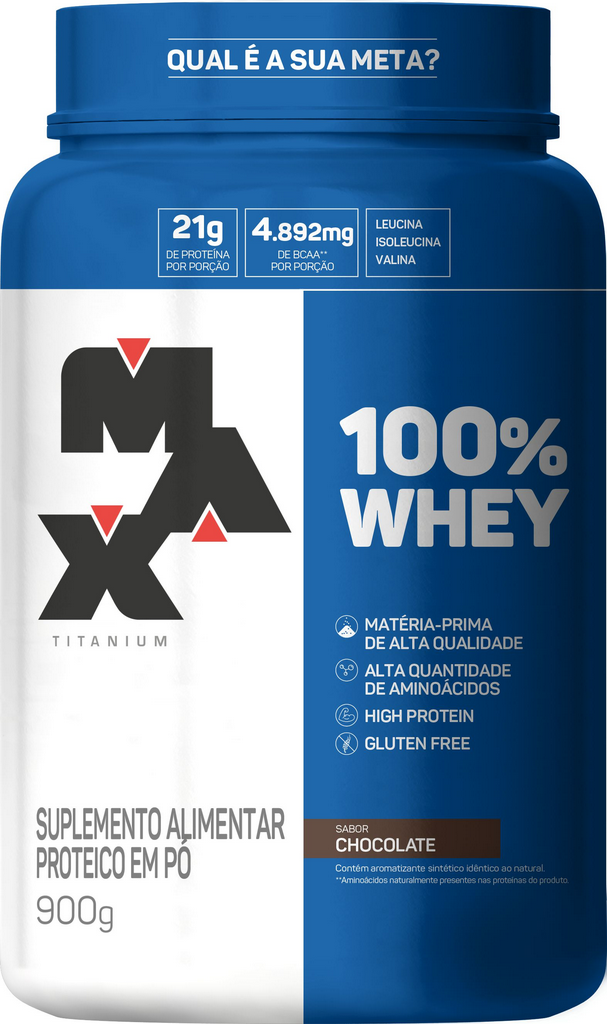 QUAL É A SUA META?
21g
DE PROTEÍNA
POR PORÇÃO
4.892mg
DE BCAA**
POR PORÇÃO
LEUCINA
ISOLEUCINA
VALINA
MAX
TITANIUM
100%
WHEY
MATÉRIA-PRIMA
DE ALTA QUALIDADE
ALTA QUANTIDADE
DE AMINOÁCIDOS
HIGH PROTEIN
GLUTEN FREE
SUPLEMENTO ALIMENTAR
PROTEICO EM PÓ
900g
SABOR
CHOCOLATE
Contém aromatizante sintético idêntico ao natural.
**Aminoácidos naturalmente presentes nas proteínas do produto.